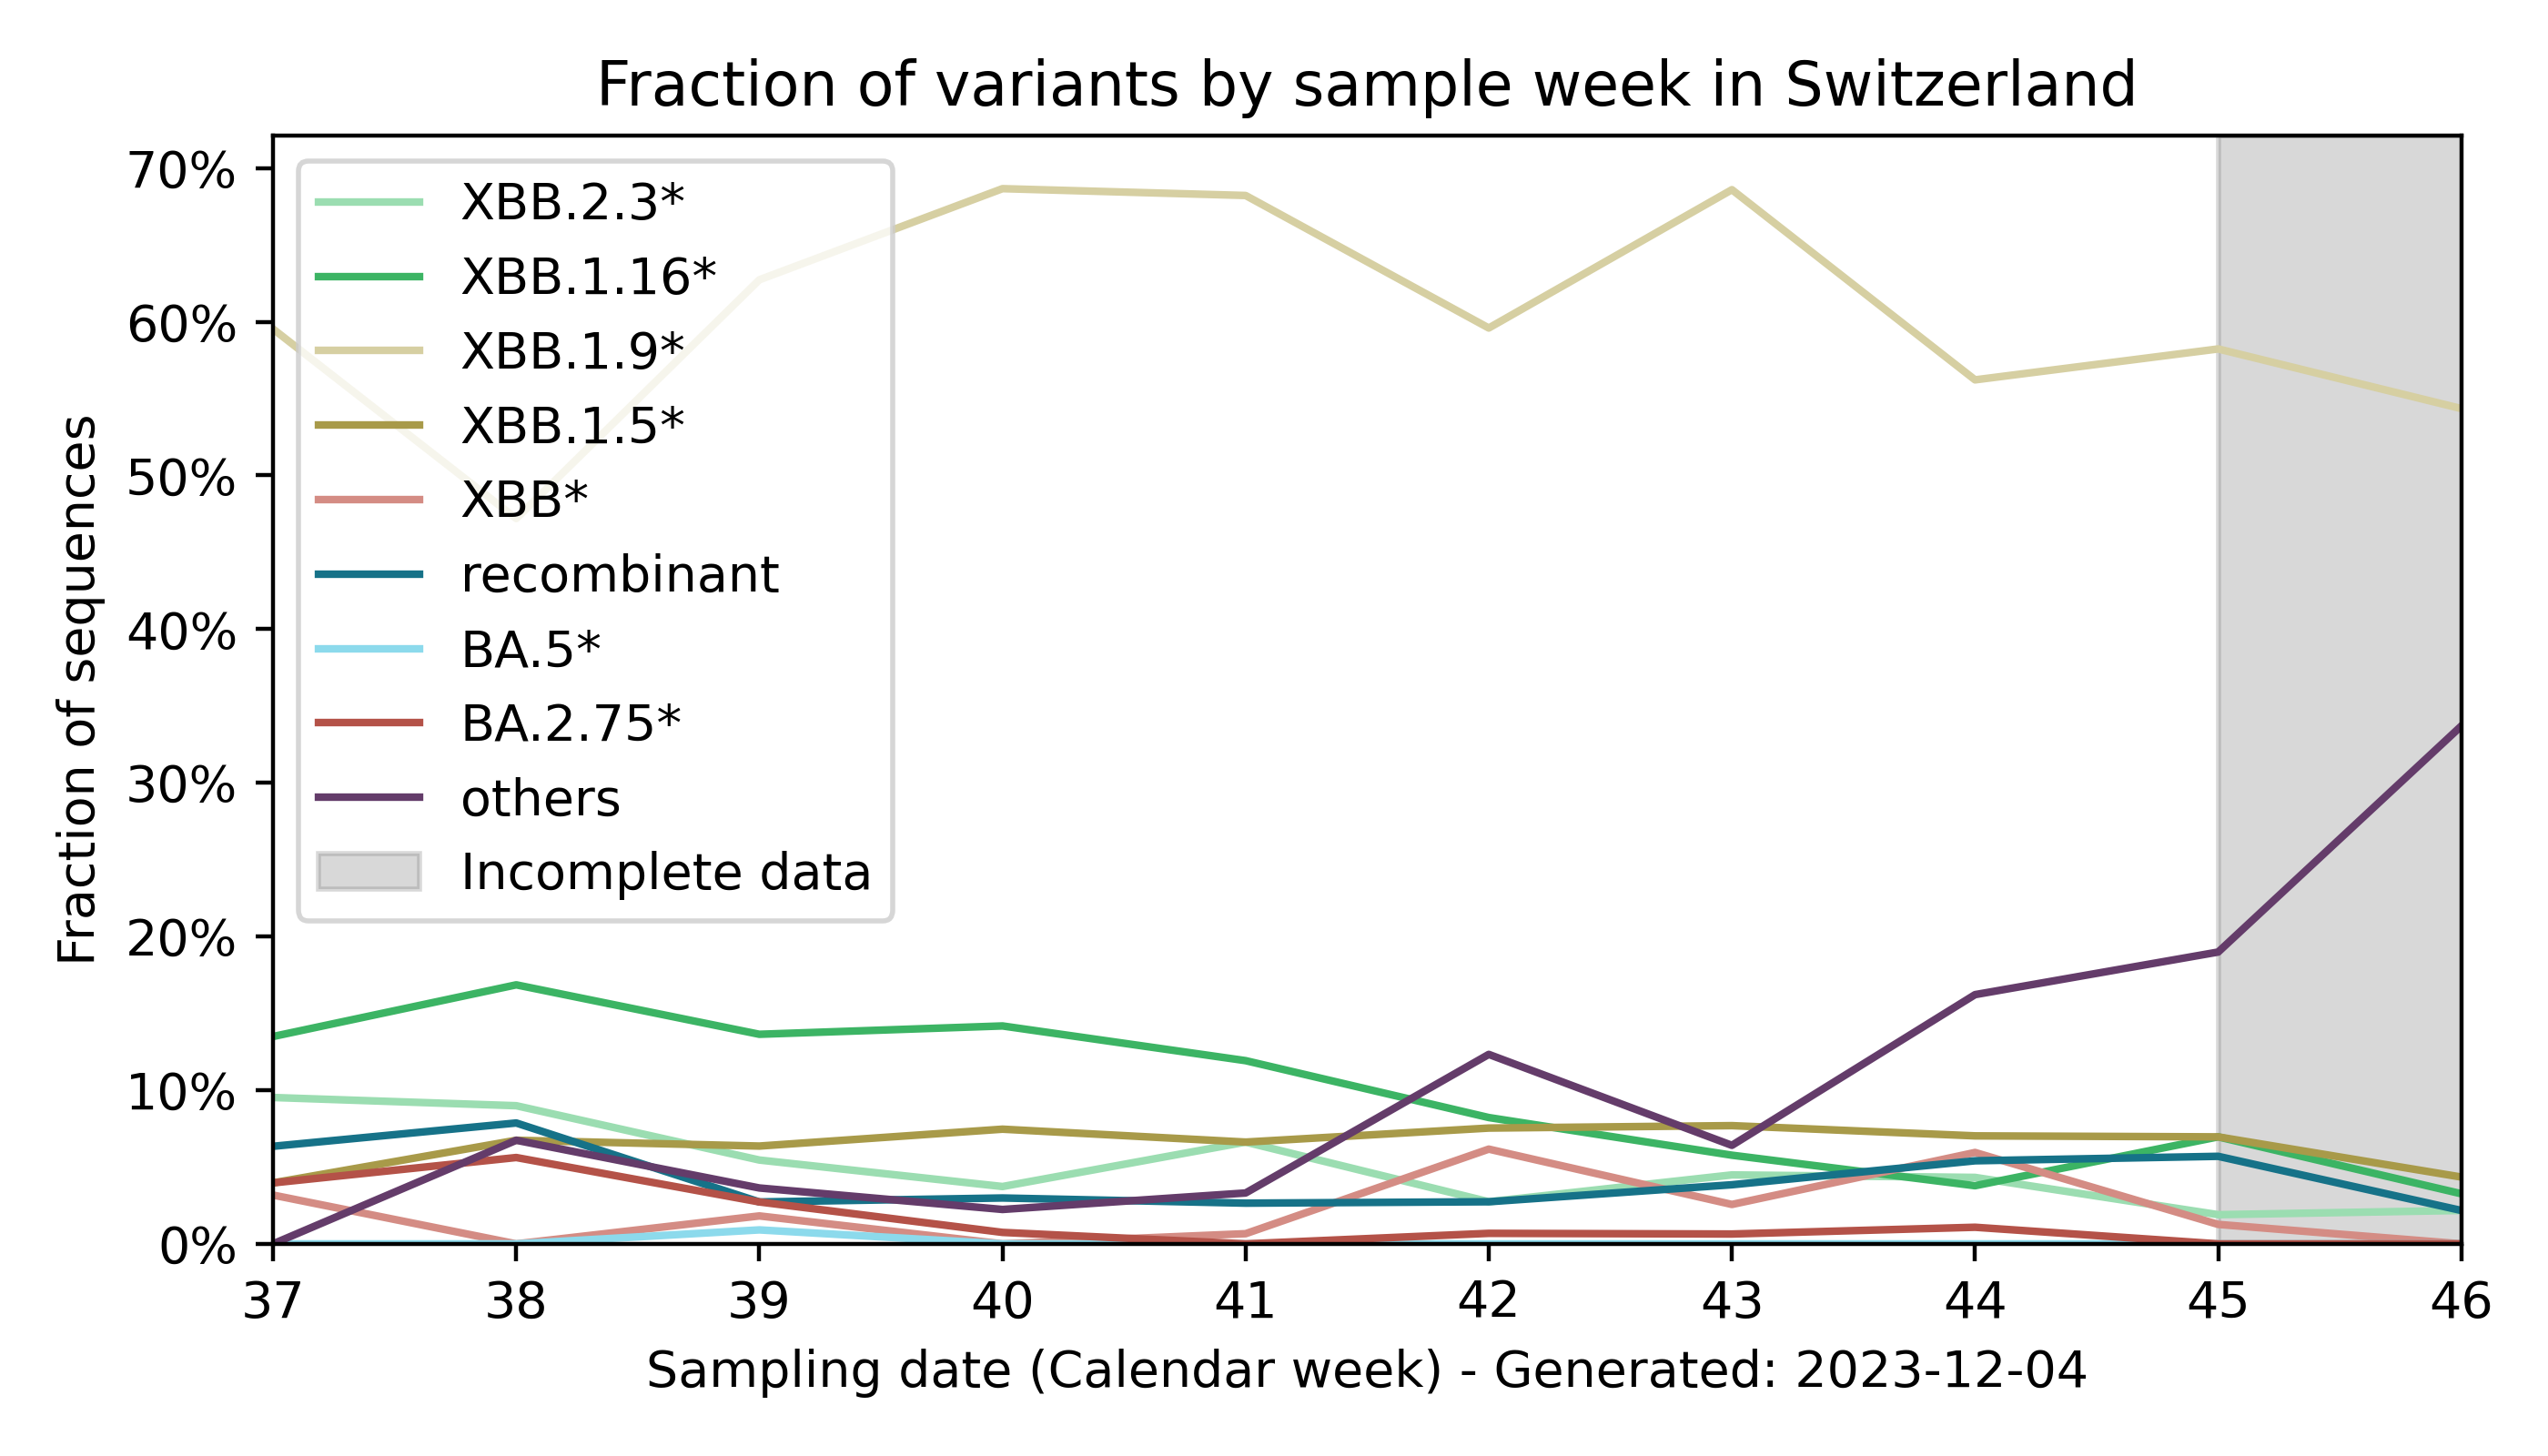 Fraction of variants by sample week in Switzerland
70%
60%
50%
40%
30%
20%
10%
0%
Fraction of sequences
XBB.2.3*
XBB.1.16*
XBB.1.9*
XBB.1.5*
XBB*
recombinant
BA.5*
BA.2.75*
others
Incomplete data
37 38 39 40 41 42 43 44 45 46
Sampling date (Calendar week) - Generated: 2023-12-04